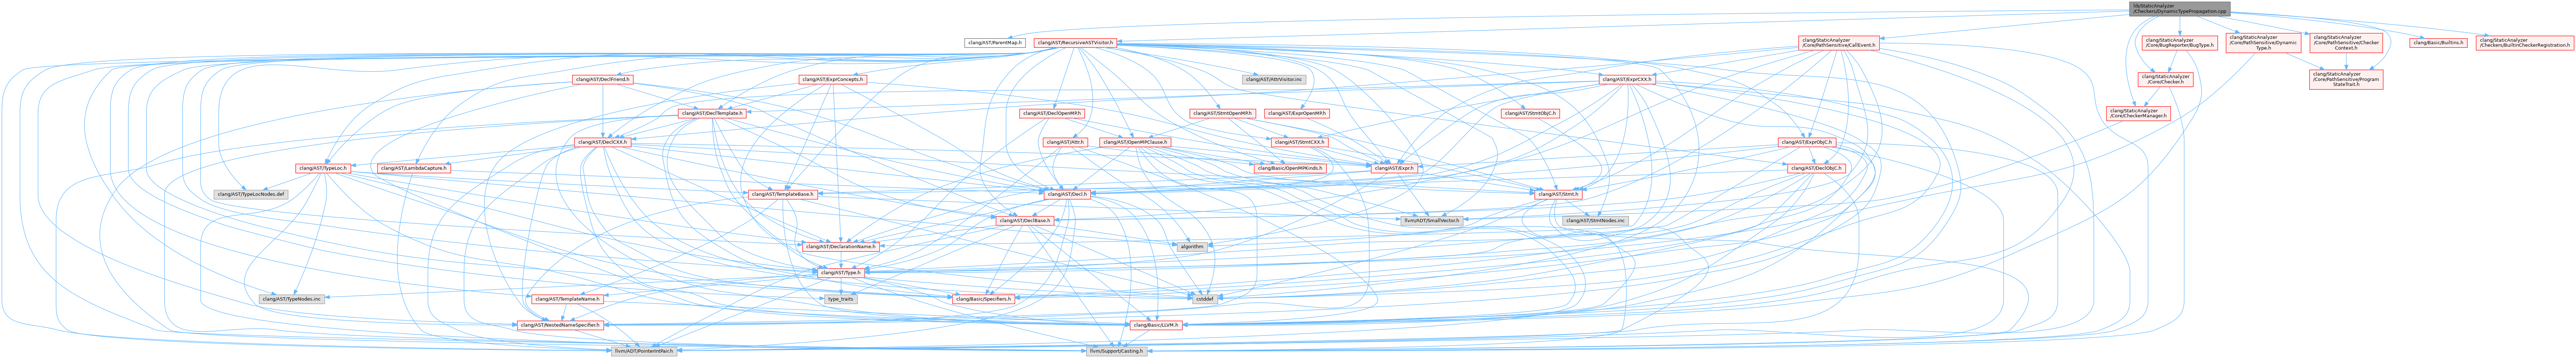 lib/StaticAnalyzer
/Checkers/DynamicTypePropagation.cpp
clang/AST/ParentMap.h
clang/AST/RecursiveASTVisitor.h
clang/StaticAnalyzer
/Core/PathSensitive/CallEvent.h
clang/StaticAnalyzer
/Core/BugReporter/BugType.h
clang/StaticAnalyzer
/Core/PathSensitive/Dynamic
Type.h
clang/StaticAnalyzer
/Core/PathSensitive/Checker
Context.h
clang/Basic/Builtins.h
clang/StaticAnalyzer
/Checkers/BuiltinCheckerRegistration.h
clang/AST/DeclFriend.h
clang/AST/ExprConcepts.h
clang/AST/AttrVisitor.inc
clang/AST/ExprCXX.h
clang/StaticAnalyzer
/Core/Checker.h
clang/StaticAnalyzer
/Core/PathSensitive/Program
StateTrait.h
clang/AST/DeclTemplate.h
clang/AST/DeclOpenMP.h
clang/AST/StmtOpenMP.h
clang/AST/ExprOpenMP.h
clang/AST/StmtObjC.h
clang/StaticAnalyzer
/Core/CheckerManager.h
clang/AST/DeclCXX.h
clang/AST/Attr.h
clang/AST/OpenMPClause.h
clang/AST/StmtCXX.h
clang/AST/ExprObjC.h
clang/AST/TypeLoc.h
clang/AST/LambdaCapture.h
clang/Basic/OpenMPKinds.h
clang/AST/Expr.h
clang/AST/DeclObjC.h
clang/AST/TypeLocNodes.def
clang/AST/TemplateBase.h
clang/AST/Decl.h
clang/AST/Stmt.h
clang/AST/DeclBase.h
llvm/ADT/SmallVector.h
clang/AST/StmtNodes.inc
clang/AST/DeclarationName.h
algorithm
clang/AST/Type.h
clang/AST/TypeNodes.inc
clang/AST/TemplateName.h
type_traits
clang/Basic/Specifiers.h
cstddef
clang/AST/NestedNameSpecifier.h
clang/Basic/LLVM.h
llvm/ADT/PointerIntPair.h
llvm/Support/Casting.h